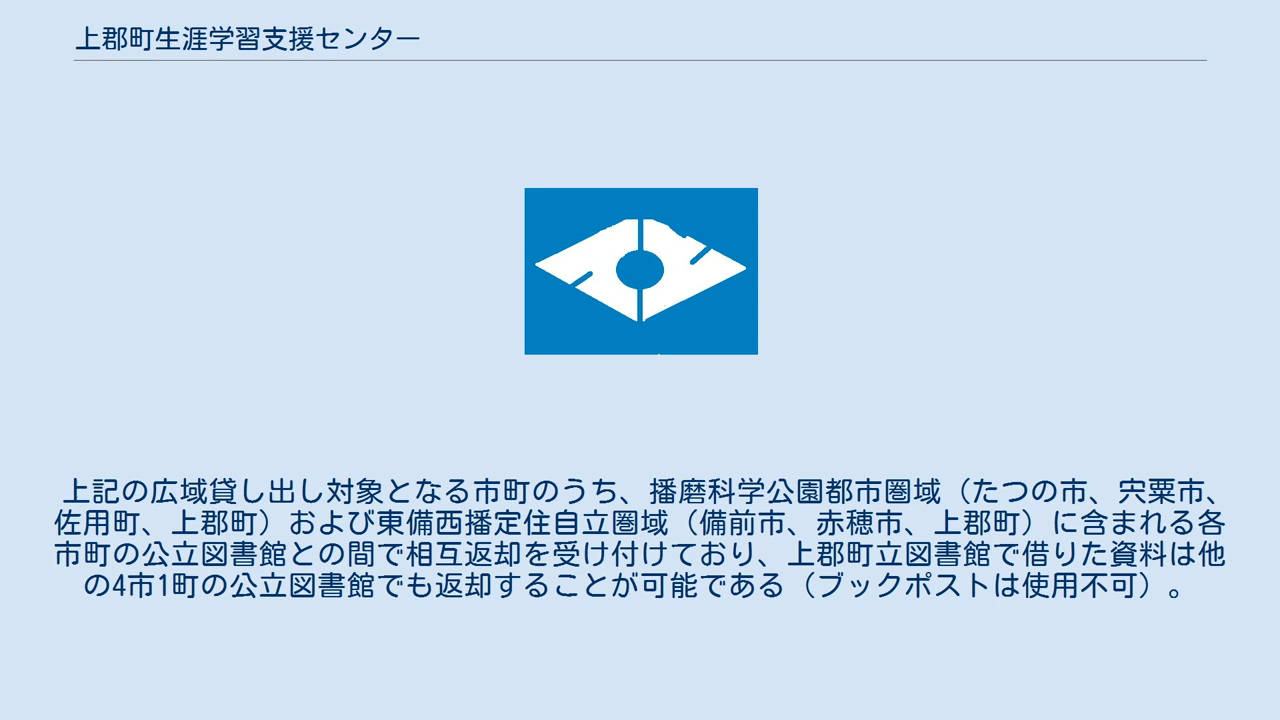 上郡町生涯学習支援センター
上記の広域貸し出し対象となる市町のうち、播磨科学公園都市圏域（たつの市、宍粟市、
佐用町、上郡町）および東備西播定住自立圏域（備前市、赤穂市、上郡町）に含まれる各
市町の公立図書館との間で相互返却を受け付けており、上郡町立図書館で借りた資料は他
の4市1町の公立図書館でも返却することが可能である（ブックポストは使用不可）。